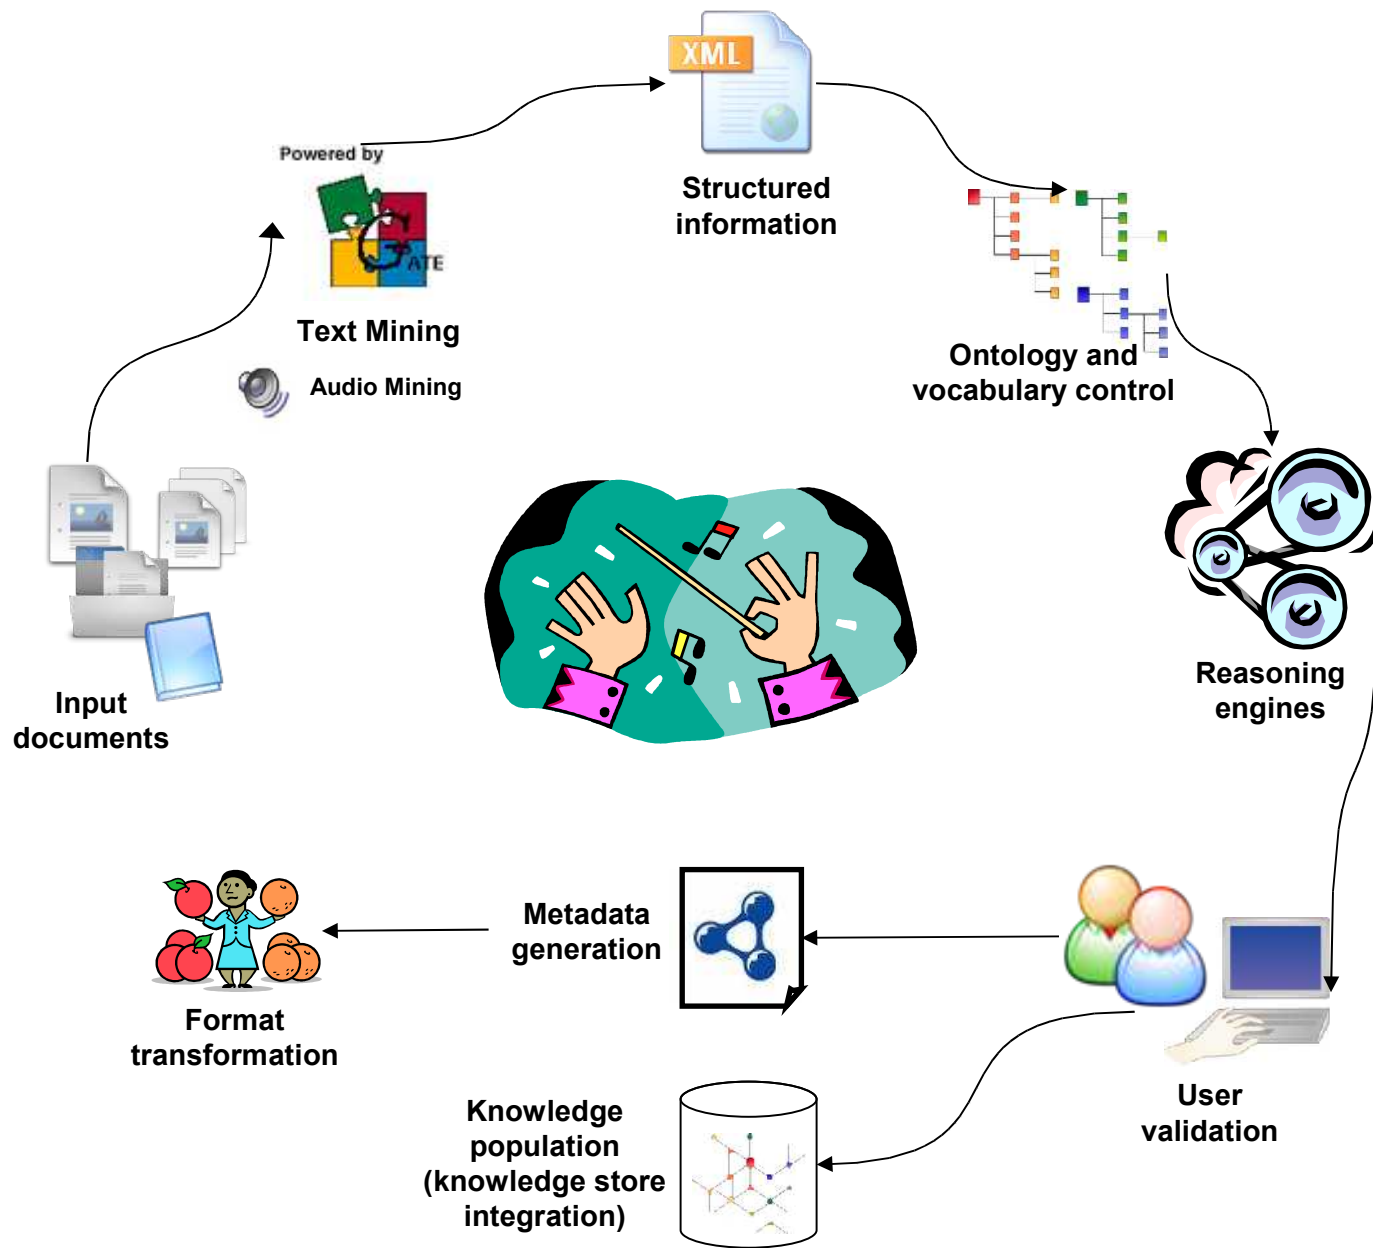 XML
Structured
information
Powered by
GATE
Text Mining
Audio Mining
Ontology and
vocabulary control
Input
documents
Reasoning
engines
Metadata
generation
Format
transformation
User
validation
Knowledge
population
(knowledge store
integration)